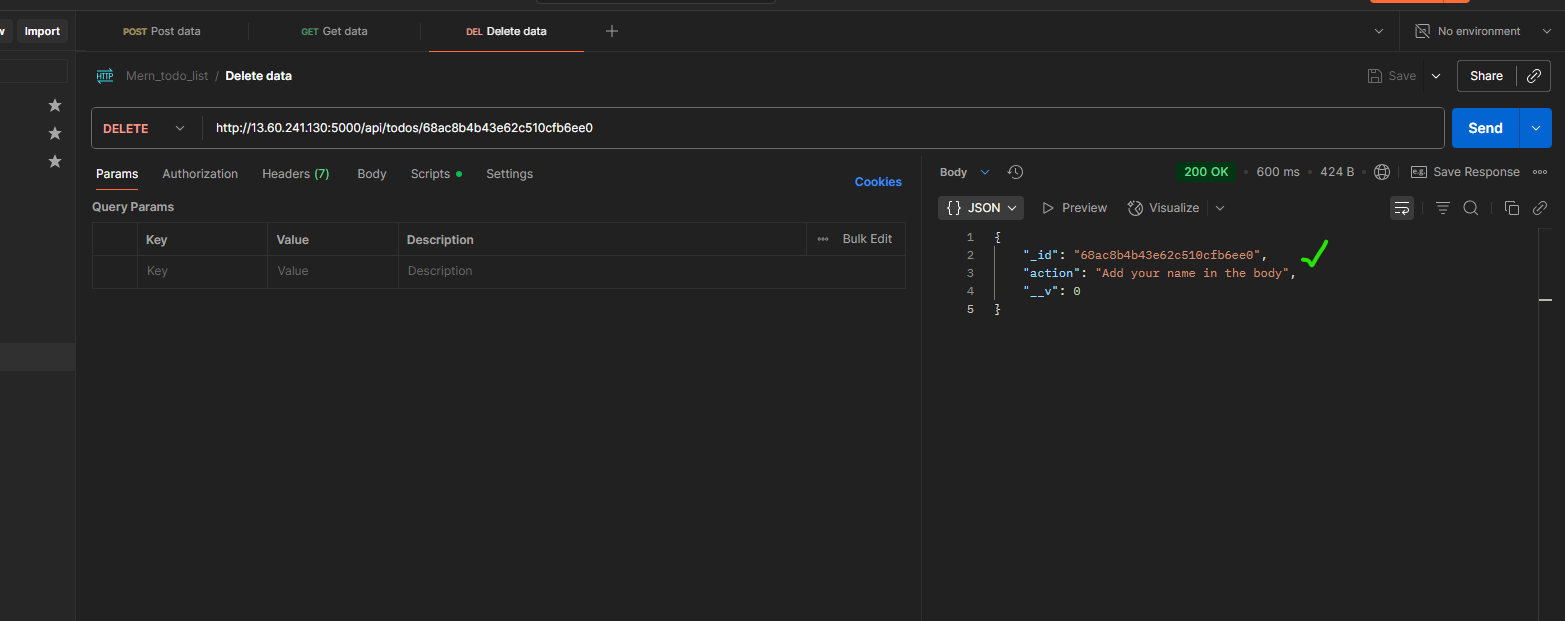 Import
POST Post data
GET Get data
DEL Delete data
No environment
HTTP Mern_todo_list / Delete data
Save
Share
DELETE
http://13.60.241.130:5000/api/todos/68ac8b4b43e62c510cfb6ee0
Send
Params
Authorization
Headers (7)
Body
Scripts
Settings
Cookies
Query Params
Key Value Description
Bulk Edit
Key Value Description
Body
200 OK
600 ms
424 B
e.g. Save Response
{} JSON
Preview
Visualize
1 {
2 "_id": "68ac8b4b43e62c510cfb6ee0",
3 "action": "Add your name in the body",
4 "__v": 0
5 }